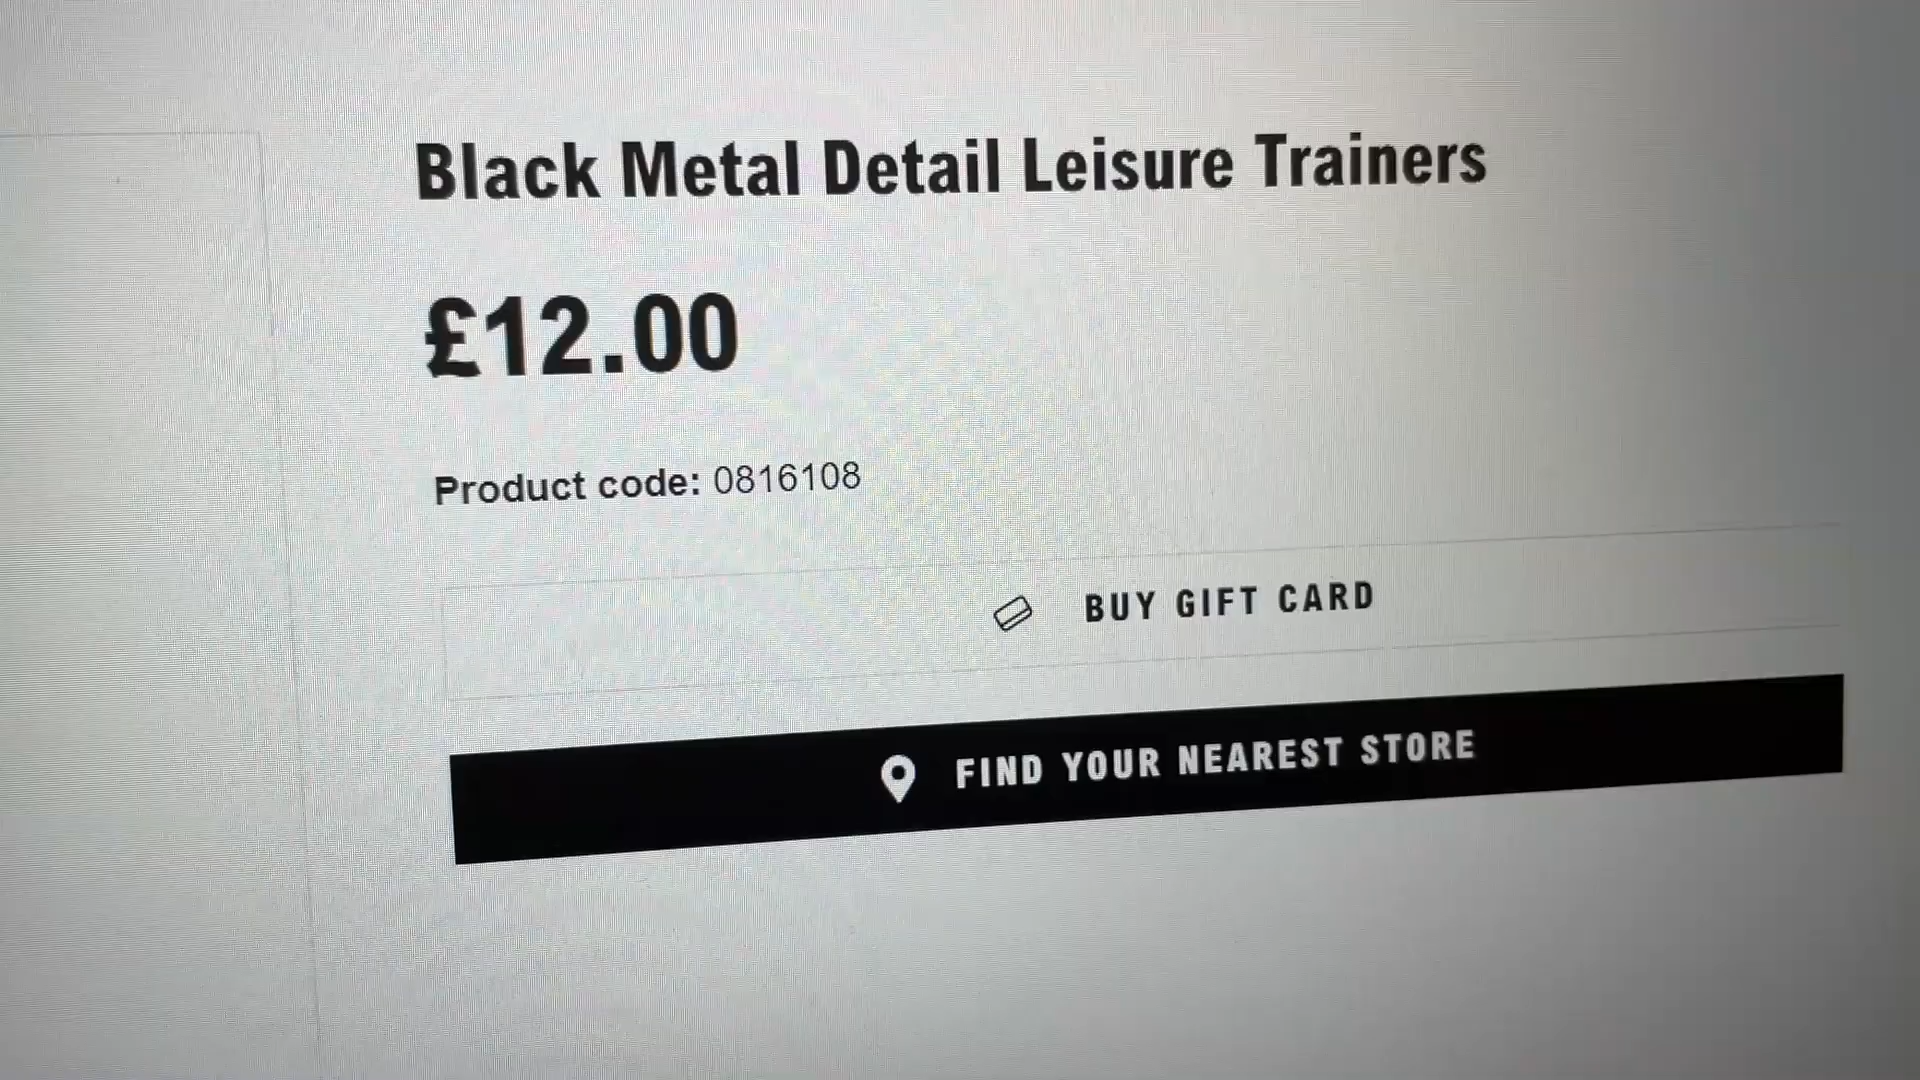 Black Metal Detail Leisure Trainers
£12.00
Product code: 0816108
BUY GIFT CARD
FIND YOUR NEAREST STORE